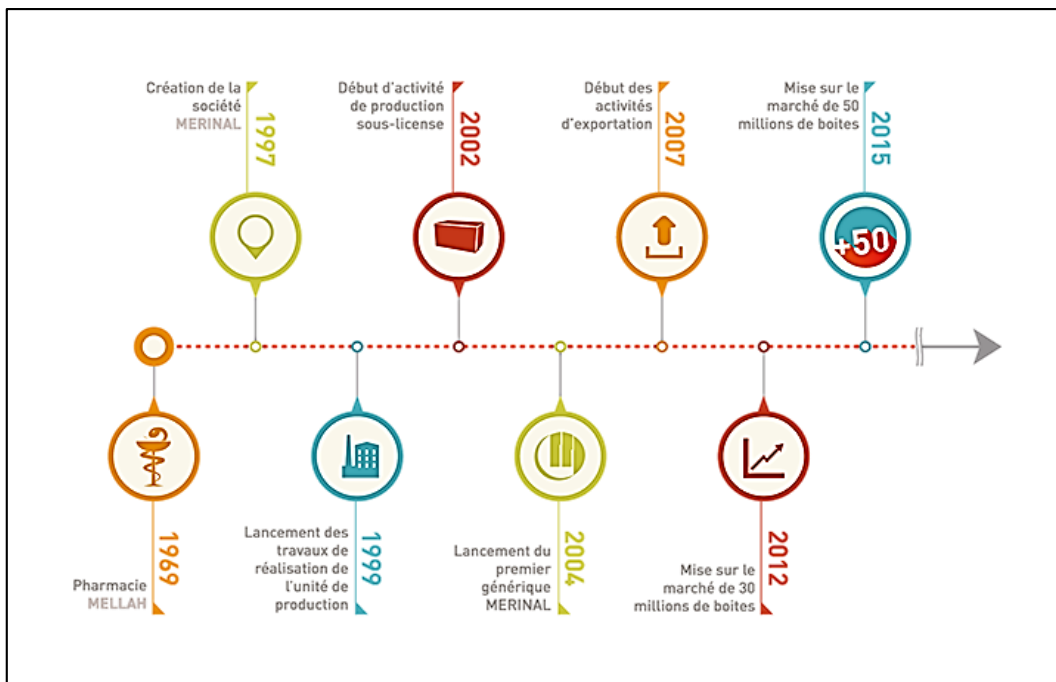 Création de la
société
MERINAL
1997
Début d'activité
de production
sous-license
2002
Début des
activités
d'exportation
2007
Mise sur le
marché de 50
millions de boites
2015
+50
Pharmacie
MELLAH
1969
Lancement des
travaux de
réalisation de
l'unité de
production
1999
Lancement du
premier
générique
MERINAL
2004
Mise sur le
marché de 30
millions de boites
2012